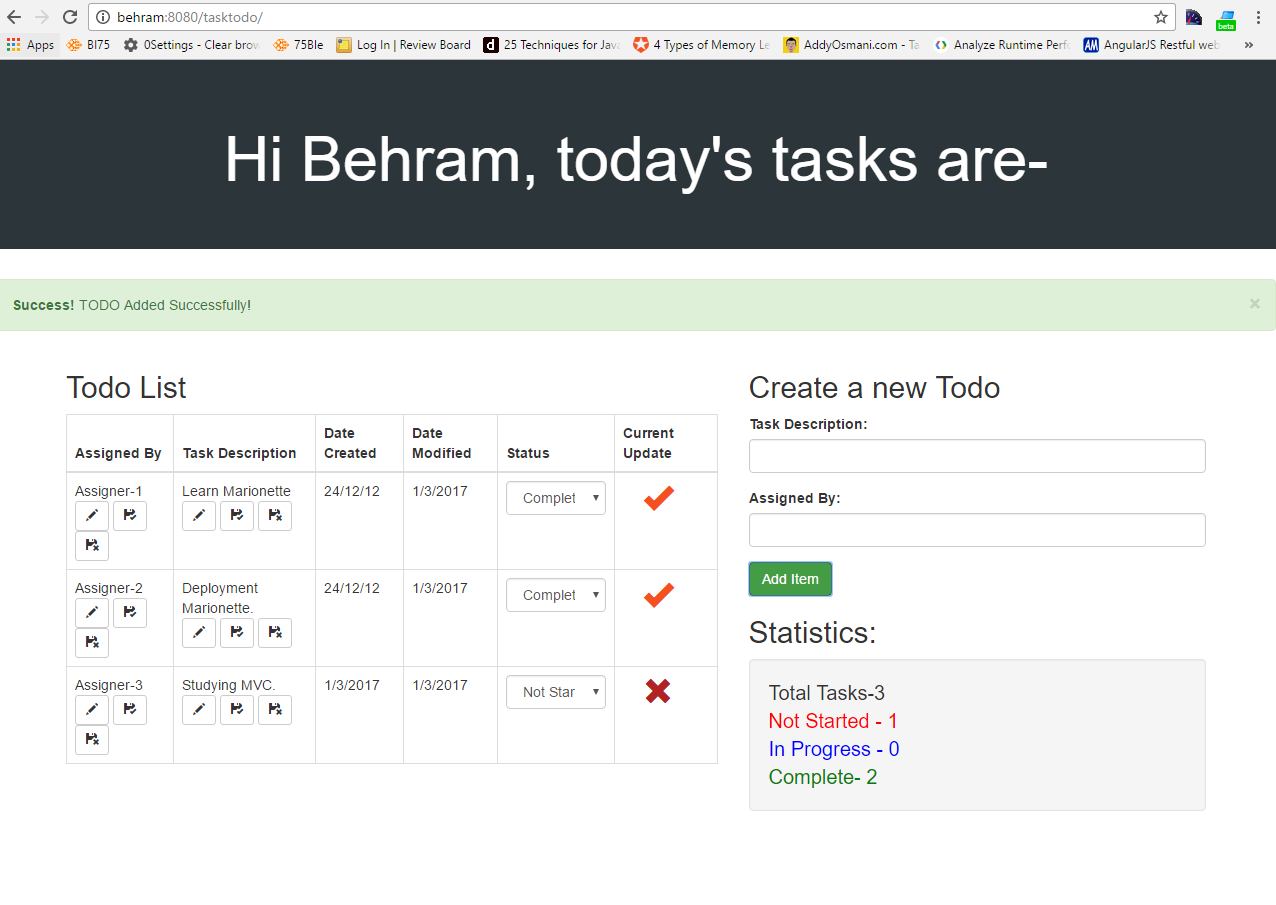 behram:8080/tasktodo/
beta
Apps BI75 0Settings - Clear brow 75Ble Log In | Review Board 25 Techniques for Java 4 Types of Memory Le AddyOsmani.com - Ta Analyze Runtime Perfo AngularJS Restful web »
Hi Behram, today's tasks are-
Success! TODO Added Successfully! ×
Todo List
Assigned By Task Description Date Created Date Modified Status Current Update
Assigner-1 Learn Marionette 24/12/12 1/3/2017 Complet
Assigner-2 Deployment Marionette. 24/12/12 1/3/2017 Complet
Assigner-3 Studying MVC. 1/3/2017 1/3/2017 Not Star
Create a new Todo
Task Description:
Assigned By:
Add Item
Statistics:
Total Tasks-3
Not Started - 1
In Progress - 0
Complete- 2